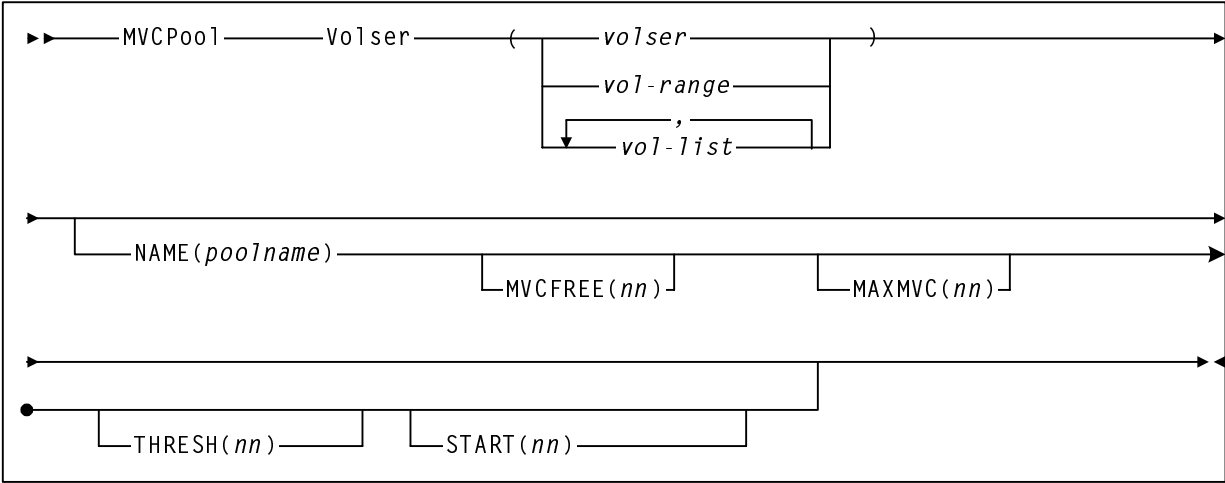 MVCPool Volser ( volser )
vol-range
,
vol-list
NAME(poolname)
MVCFREE(nn) MAXMVC(nn)
THRESH(nn) START(nn)